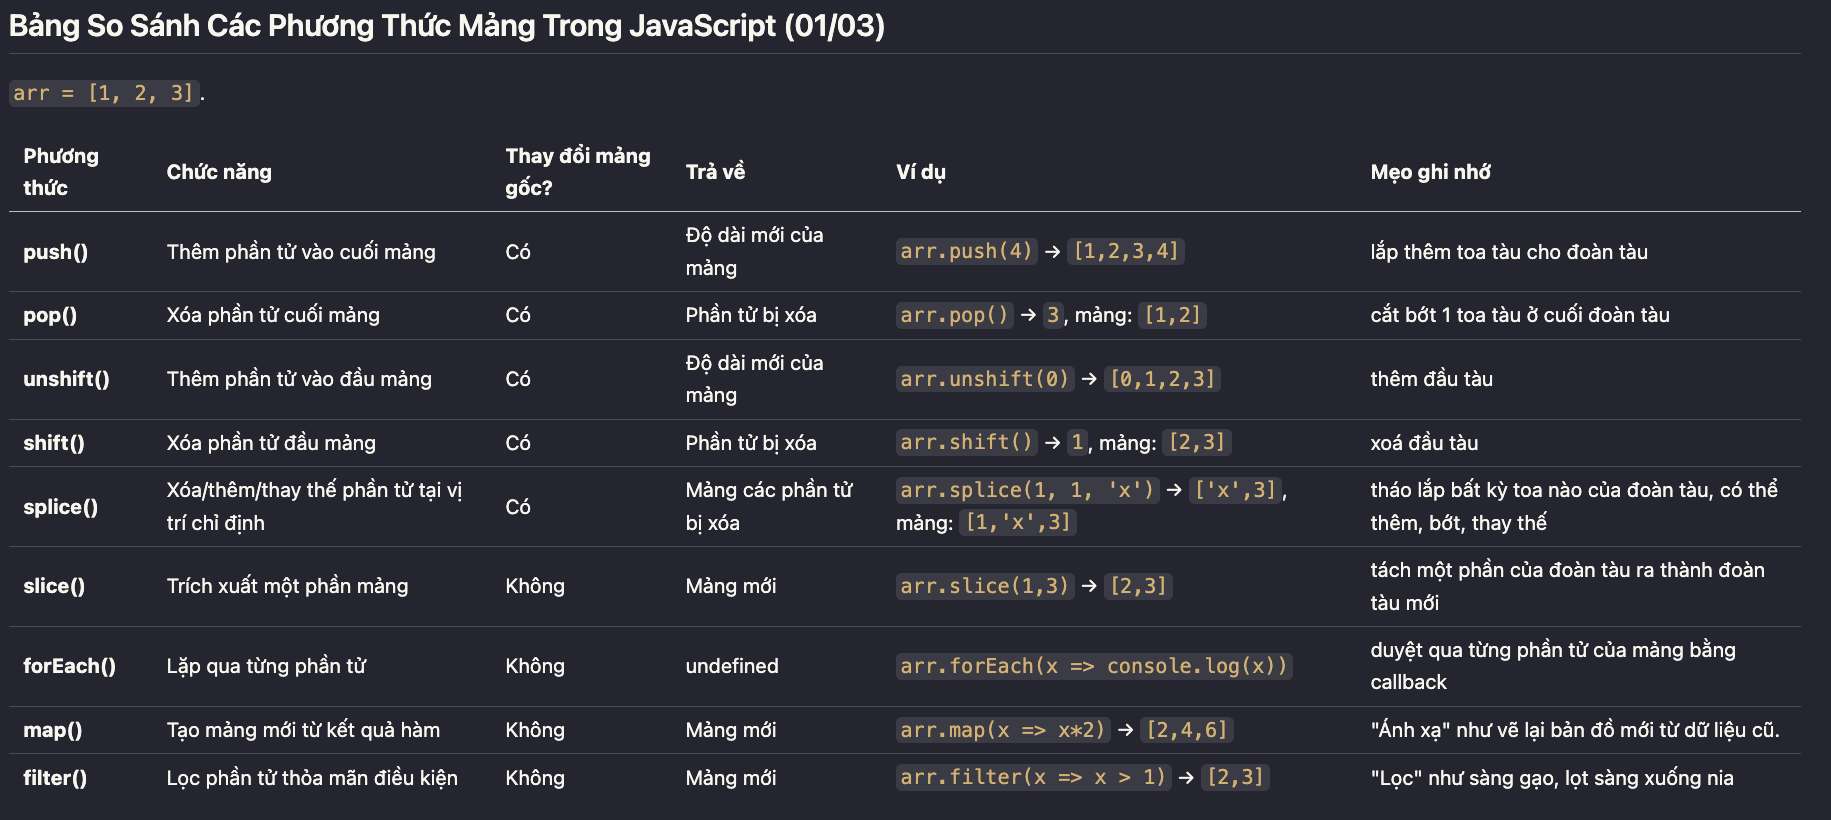 Bảng So Sánh Các Phương Thức Mảng Trong JavaScript (01/03)
arr = [1, 2, 3].
Phương thức Chức năng Thay đổi mảng gốc? Trả về Ví dụ Mẹo ghi nhớ
push() Thêm phần tử vào cuối mảng Có Độ dài mới của mảng arr.push(4) → [1,2,3,4] lắp thêm toa tàu cho đoàn tàu
pop() Xóa phần tử cuối mảng Có Phần tử bị xóa arr.pop() → 3, mảng: [1,2] cắt bớt 1 toa tàu ở cuối đoàn tàu
unshift() Thêm phần tử vào đầu mảng Có Độ dài mới của mảng arr.unshift(0) → [0,1,2,3] thêm đầu tàu
shift() Xóa phần tử đầu mảng Có Phần tử bị xóa arr.shift() → 1, mảng: [2,3] xoá đầu tàu
splice() Xóa/thêm/thay thế phần tử tại vị trí chỉ định Có Mảng các phần tử bị xóa arr.splice(1, 1, 'x') → ['x',3], mảng: [1,'x',3] tháo lắp bất kỳ toa nào của đoàn tàu, có thể thêm, bớt, thay thế
slice() Trích xuất một phần mảng Không Mảng mới arr.slice(1,3) → [2,3] tách một phần của đoàn tàu ra thành đoàn tàu mới
forEach() Lặp qua từng phần tử Không undefined arr.forEach(x => console.log(x)) duyệt qua từng phần tử của mảng bằng callback
map() Tạo mảng mới từ kết quả hàm Không Mảng mới arr.map(x => x*2) → [2,4,6] "Ánh xạ" như vẽ lại bản đồ mới từ dữ liệu cũ.
filter() Lọc phần tử thỏa mãn điều kiện Không Mảng mới arr.filter(x => x > 1) → [2,3] "Lọc" như sàng gạo, lọt sàng xuống nia